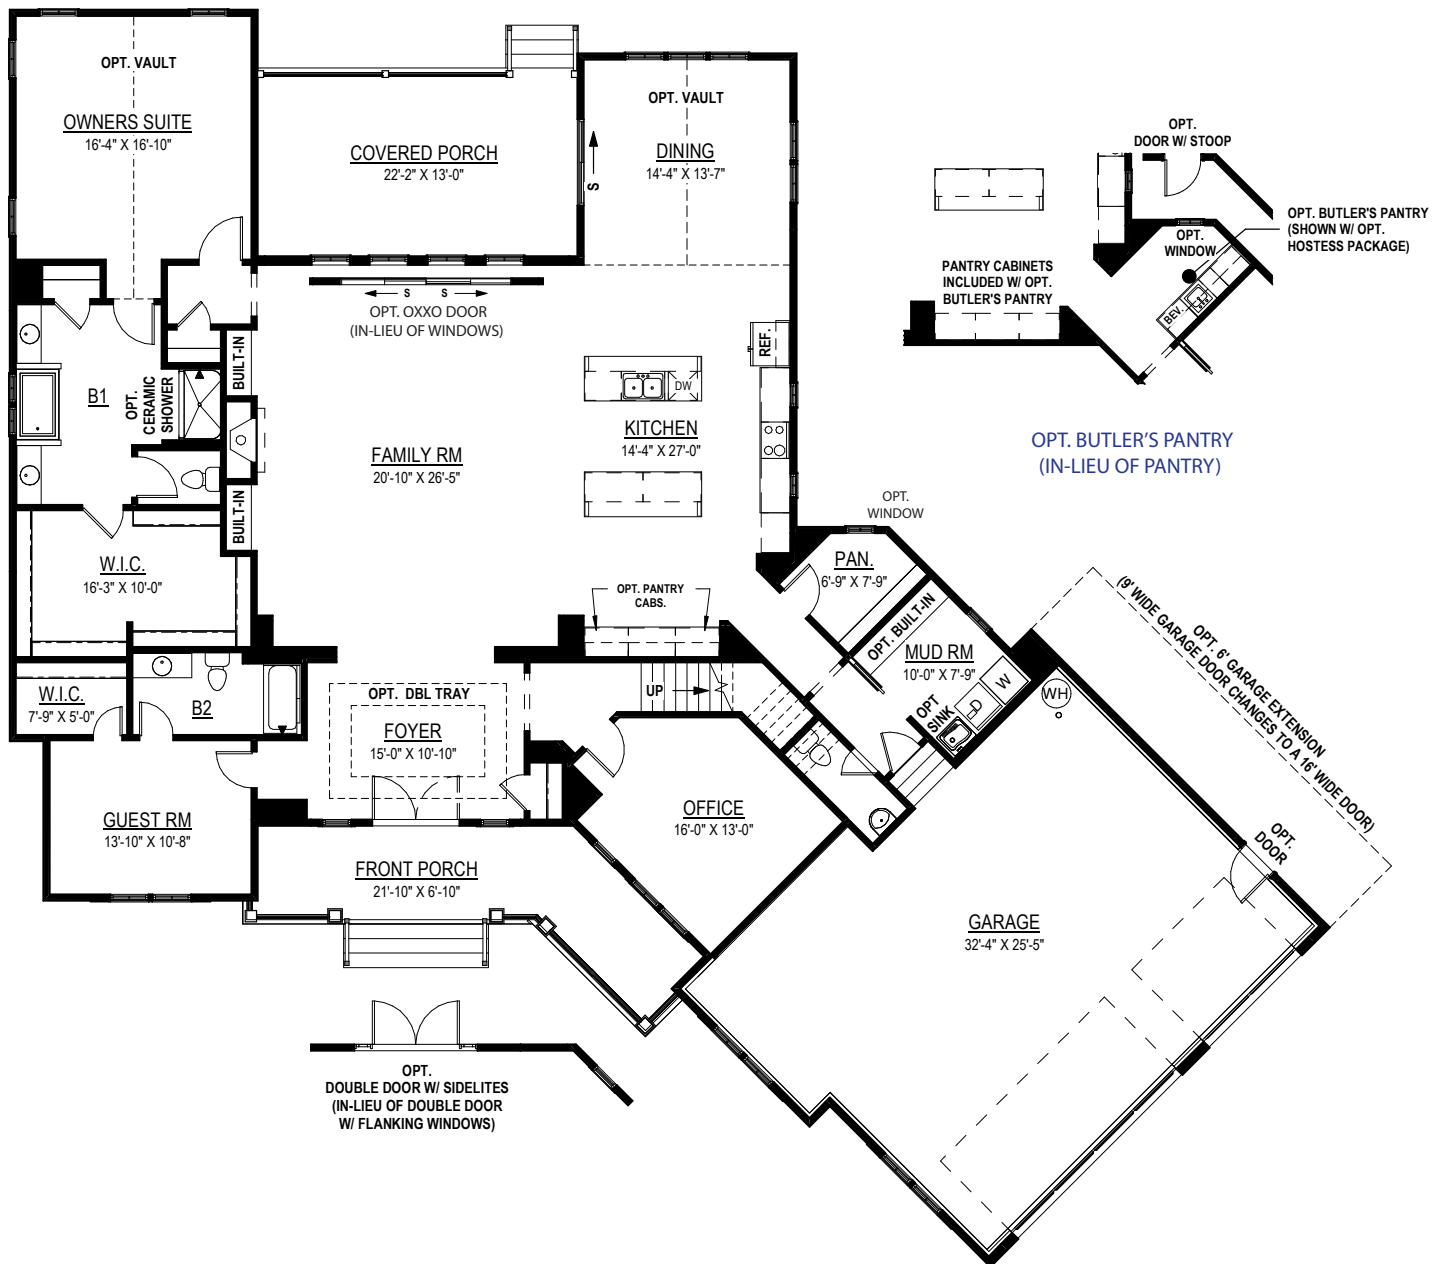 OPT. VAULT
OWNERS SUITE
16'-4" X 16'-10"
COVERED PORCH
22'-2" X 13'-0"
OPT. VAULT
DINING
14'-4" X 13'-7"
S
S S
OPT. OXXO DOOR
(IN-LIEU OF WINDOWS)
BUILT-IN
B1
OPT.
CERAMIC
SHOWER
BUILT-IN
FAMILY RM
20'-10" X 26'-5"
REF.
DW
KITCHEN
14'-4" X 27'-0"
OPT.
DOOR W/ STOOP
OPT. BUTLER'S PANTRY
(SHOWN W/ OPT.
HOSTESS PACKAGE)
OPT.
WINDOW
BEV.
PANTRY CABINETS
INCLUDED W/ OPT.
BUTLER'S PANTRY
OPT. BUTLER'S PANTRY
(IN-LIEU OF PANTRY)
W.I.C.
16'-3" X 10'-0"
OPT. PANTRY
CABS.
OPT.
WINDOW
PAN.
6'-9" X 7'-9"
OPT. BUILT-IN
MUD RM
10'-0" X 7'-9"
OPT
SINK
D
W
WH
OPT. 6' GARAGE EXTENSION
(9' WIDE GARAGE DOOR CHANGES TO A 16' WIDE DOOR)
W.I.C.
7'-9" X 5'-0"
B2
OPT. DBL TRAY
FOYER
15'-0" X 10'-10"
UP
GUEST RM
13'-10" X 10'-8"
OFFICE
16'-0" X 13'-0"
FRONT PORCH
21'-10" X 6'-10"
OPT.
DOOR
GARAGE
32'-4" X 25'-5"
OPT.
DOUBLE DOOR W/ SIDELITES
(IN-LIEU OF DOUBLE DOOR
W/ FLANKING WINDOWS)